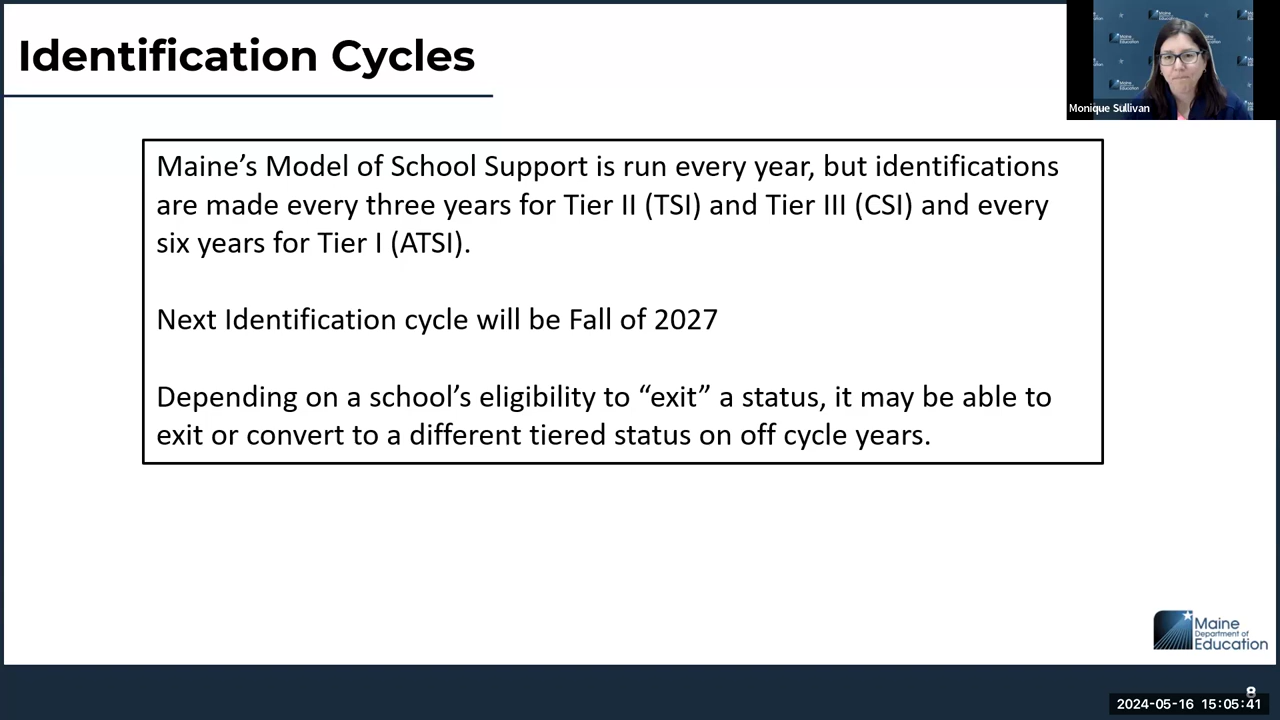 Identification Cycles
Monique Sullivan
Maine's Model of School Support is run every year, but identifications
are made every three years for Tier II (TSI) and Tier III (CSI) and every
six years for Tier I (ATSI).
Next Identification cycle will be Fall of 2027
Depending on a school's eligibility to “exit” a status, it may be able to
exit or convert to a different tiered status on off cycle years.
Maine
Department of
Education
8
2024-05-16 15:05:41